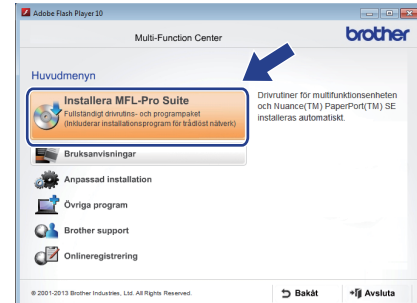 Adobe Flash Player 10
Multi-Function Center
brother
Huvudmenyn
Installera MFL-Pro Suite
Fullständigt drivrutins- och programpaket
(Inkluderar installationsprogram för trådlöst nätverk)
Drivrutiner för multifunktionsenheten
och Nuance(TM) PaperPort(TM) SE
installeras automatiskt.
Bruksanvisningar
Anpassad installation
Övriga program
Brother support
Onlineregistrering
© 2001-2013 Brother Industries, Ltd. All Rights Reserved.
Bakåt
Avsluta